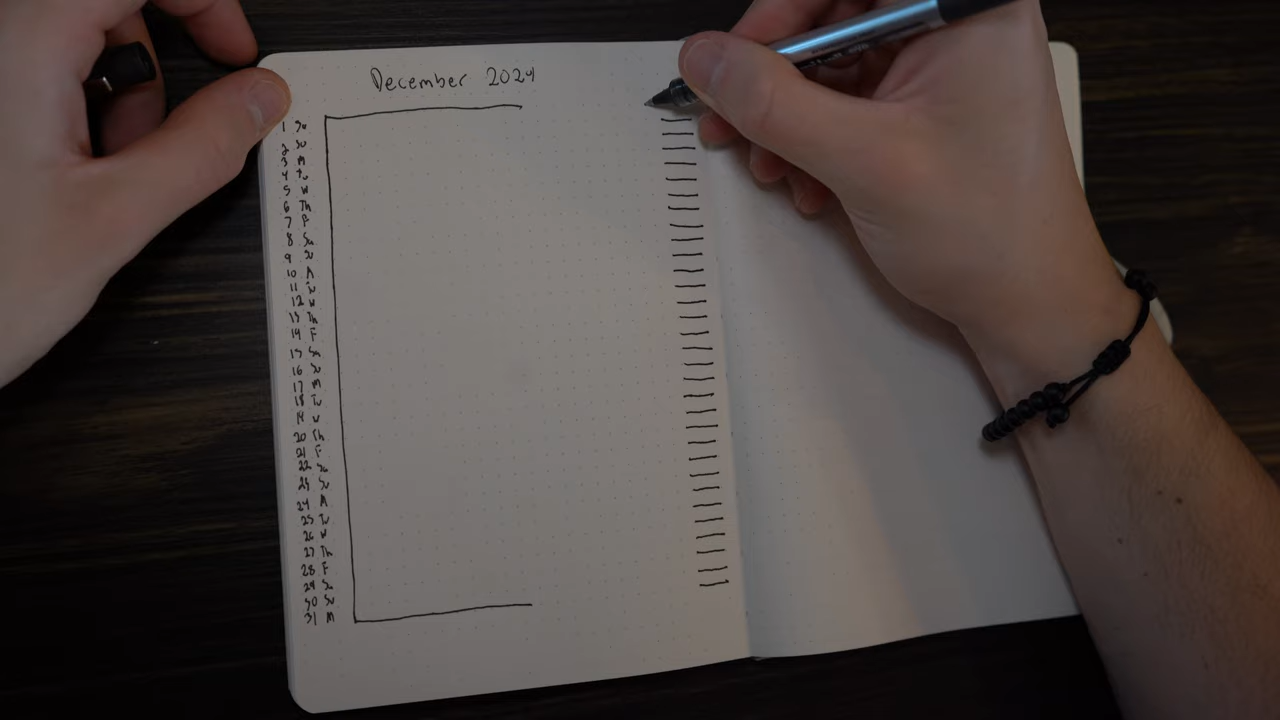 December 2024
1 Sa
2 Su
3 M
4 Tu
5 W
6 Th
7 F
8 Sa
9 Su
10 M
11 Tu
12 W
13 Th
14 F
15 Sa
16 Su
17 M
18 Tu
19 W
20 Th
21 F
22 Sa
23 Su
24 M
25 Tu
26 W
27 Th
28 F
29 Sa
30 Su
31 M